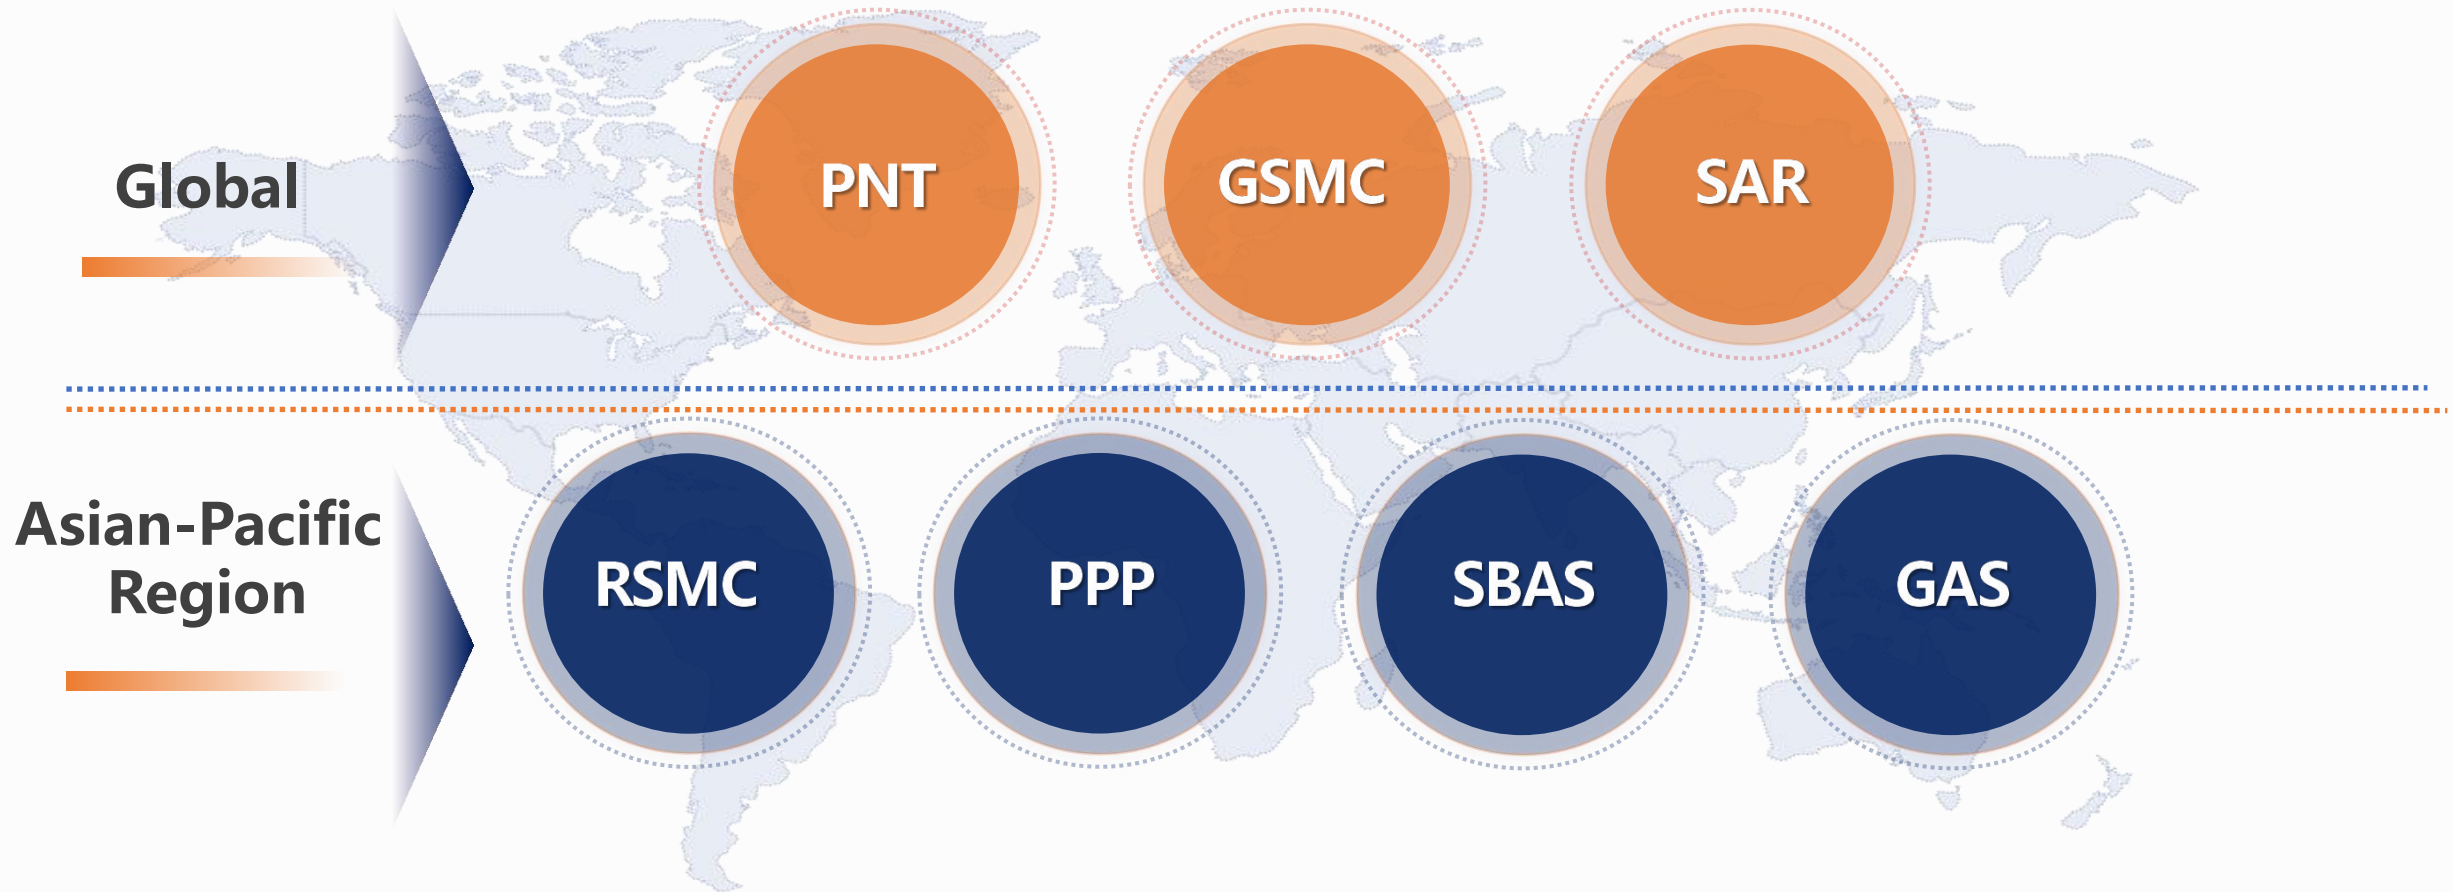 Global
PNT
GSMC
SAR
Asian-Pacific
Region
RSMC
PPP
SBAS
GAS